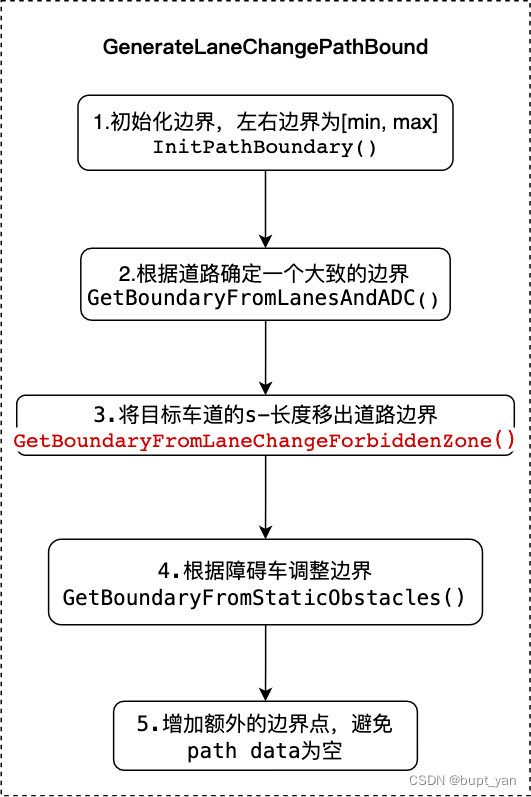 GenerateLaneChangePathBound
1.初始化边界，左右边界为[min, max]
InitPathBoundary()
2.根据道路确定一个大致的边界
GetBoundaryFromLanesAndADC()
3.将目标车道的s-长度移出道路边界
GetBoundaryFromLaneChangeForbiddenZone()
4.根据障碍车调整边界
GetBoundaryFromStaticObstacles()
5.增加额外的边界点，避免
path data为空
CSDN @bupt_yan